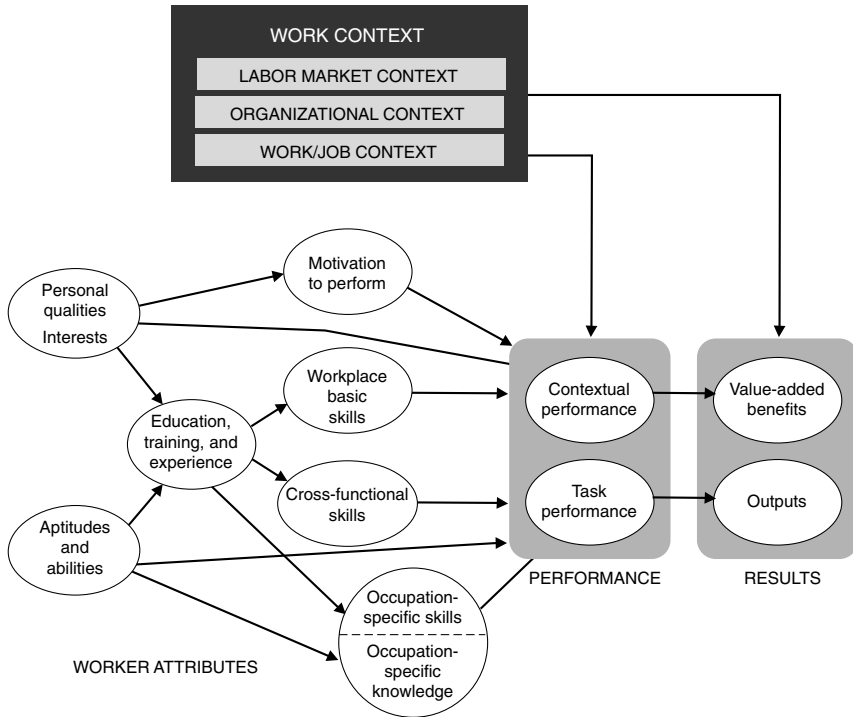 WORK CONTEXT
LABOR MARKET CONTEXT
ORGANIZATIONAL CONTEXT
WORK/JOB CONTEXT
Motivation
to perform
Personal
qualities
Interests
Workplace
basic
skills
Contextual
performance
Value-added
benefits
Education,
training, and
experience
Cross-functional
skills
Task
performance
Outputs
Aptitudes
and
abilities
PERFORMANCE
RESULTS
Occupation-
specific skills
Occupation-
specific
knowledge
WORKER ATTRIBUTES